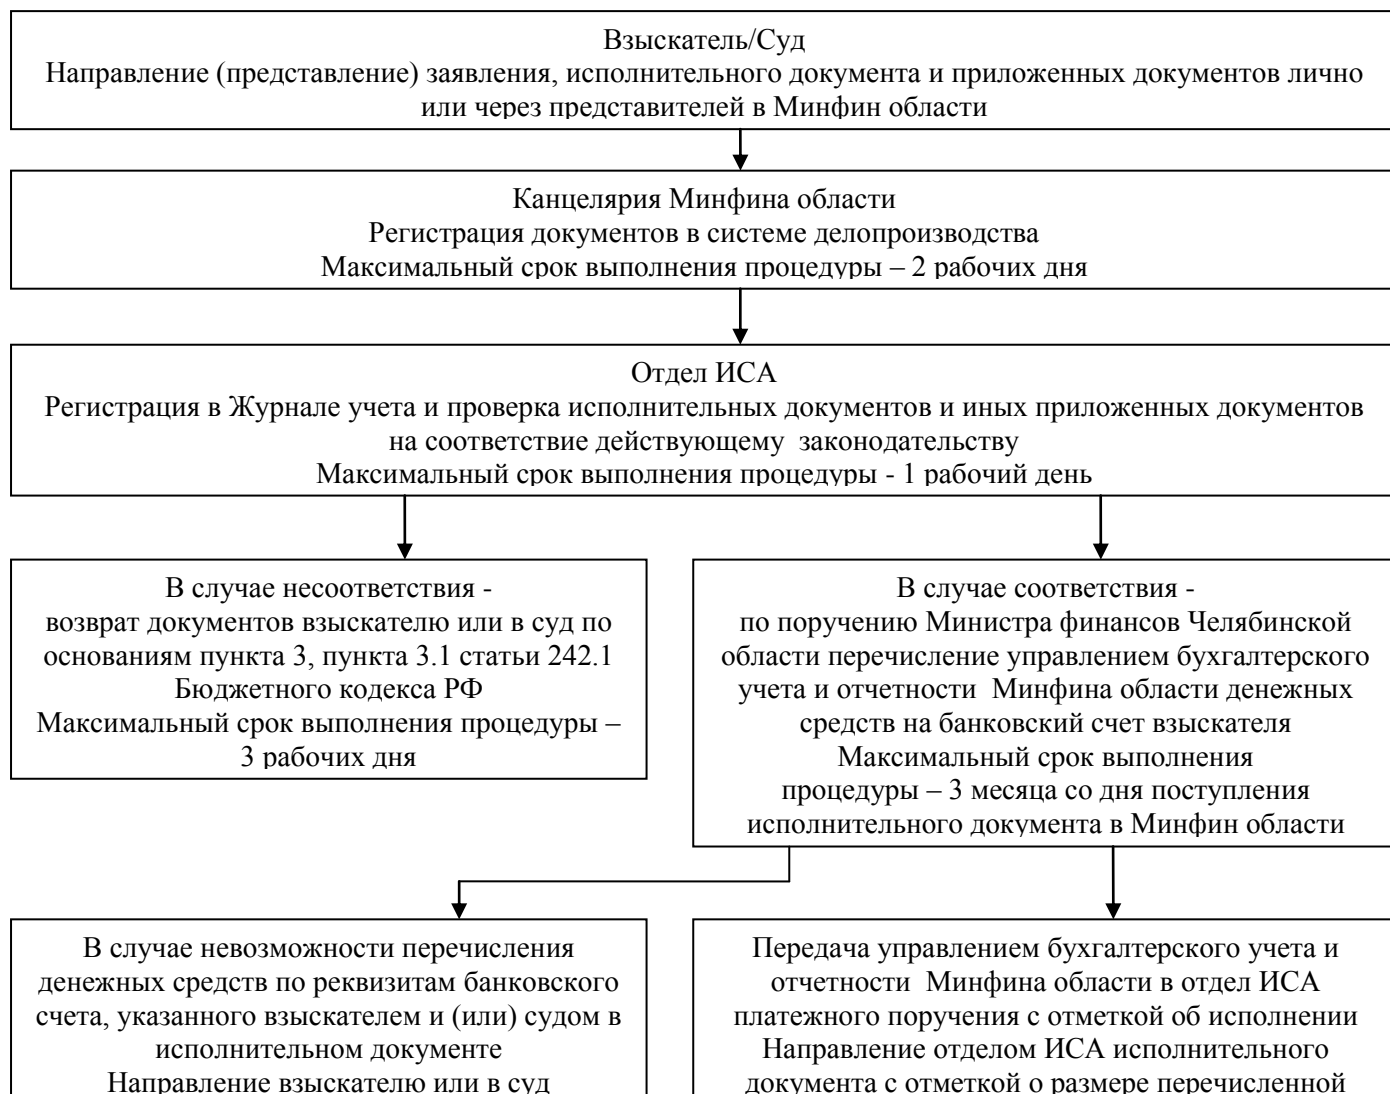 Взыскатель/Суд
Направление (представление) заявления, исполнительного документа и приложенных документов лично
или через представителей в Минфин области
Канцелярия Минфина области
Регистрация документов в системе делопроизводства
Максимальный срок выполнения процедуры – 2 рабочих дня
Отдел ИСА
Регистрация в Журнале учета и проверка исполнительных документов и иных приложенных документов
на соответствие действующему законодательству
Максимальный срок выполнения процедуры - 1 рабочий день
В случае несоответствия -
возврат документов взыскателю или в суд по
основаниям пункта 3, пункта 3.1 статьи 242.1
Бюджетного кодекса РФ
Максимальный срок выполнения процедуры –
3 рабочих дня
В случае соответствия -
по поручению Министра финансов Челябинской
области перечисление управлением бухгалтерского
учета и отчетности Минфина области денежных
средств на банковский счет взыскателя
Максимальный срок выполнения
процедуры – 3 месяца со дня поступления
исполнительного документа в Минфин области
В случае невозможности перечисления
денежных средств по реквизитам банковского
счета, указанного взыскателем и (или) судом в
исполнительном документе
Направление взыскателю или в суд
Передача управлением бухгалтерского учета и
отчетности Минфина области в отдел ИСА
платежного поручения с отметкой об исполнении
Направление отделом ИСА исполнительного
документа с отметкой о размере перечисленной